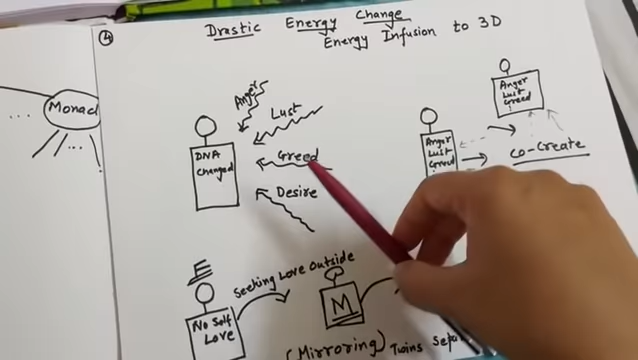 ④
Drastic Energy Change
Energy Infusion to 3D
Monad
Anger
Lust
Greed
Desire
DNA
changed
Anger
Lust
Greed
Anger
Lust
Greed
co-Create
E
No Self
Love
Seeking Love Outside
M
(Mirroring) Twins